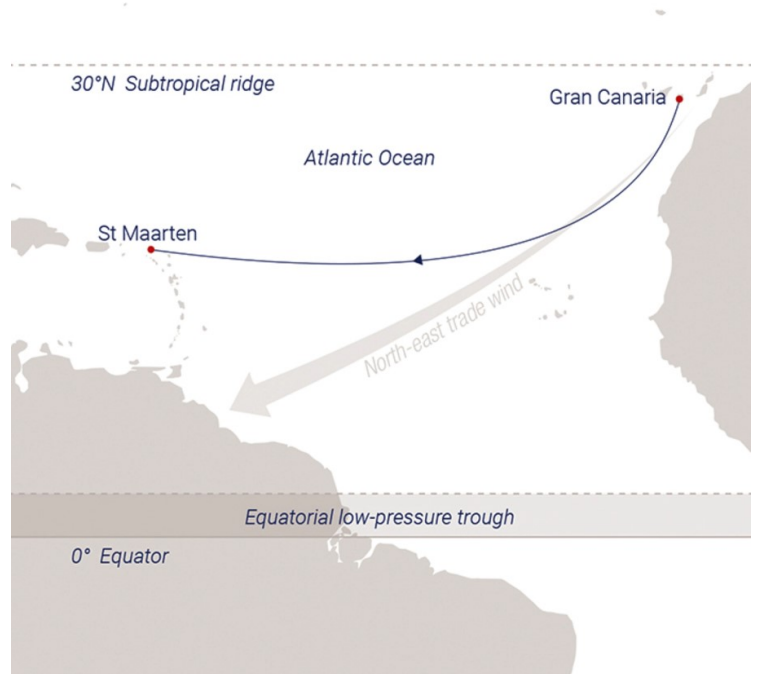 30°N Subtropical ridge
Gran Canaria
Atlantic Ocean
St Maarten
North-east trade wind
Equatorial low-pressure trough
0° Equator